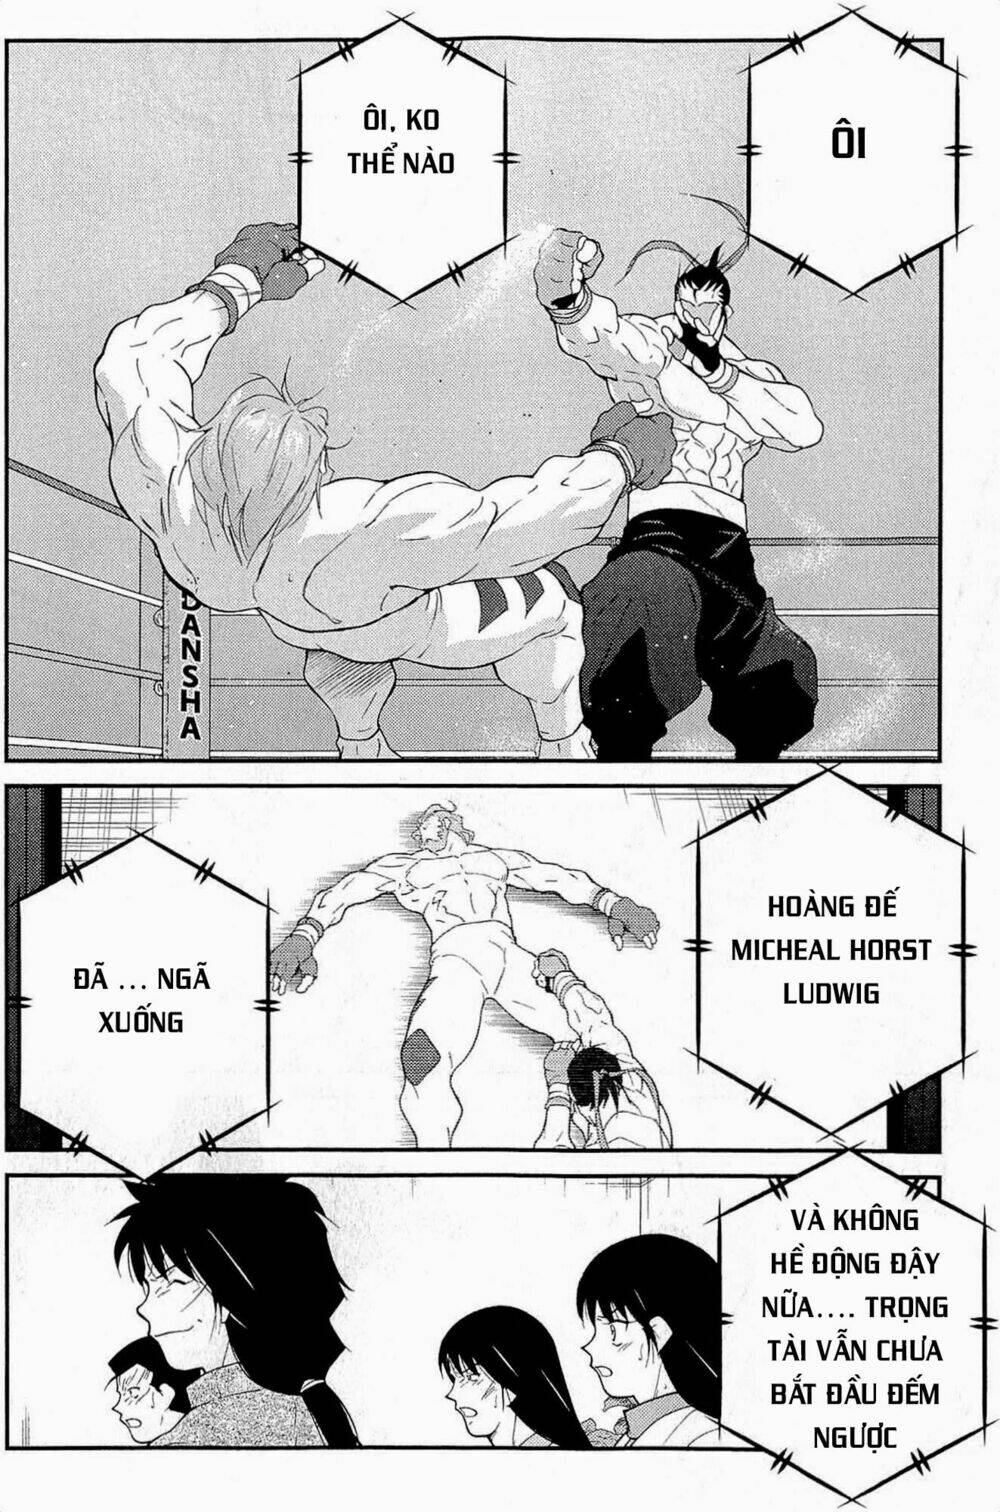 ÔI
ÔI, KO
THỂ NÀO
DANSHA
HOÀNG ĐẾ
MICHEAL HORST
LUDWIG
ĐÃ ... NGÃ
XUỐNG
VÀ KHÔNG
HỀ ĐỘNG ĐẬY
NỮA.... TRỌNG
TÀI VẪN CHƯA
BẮT ĐẦU ĐẾM
NGƯỢC